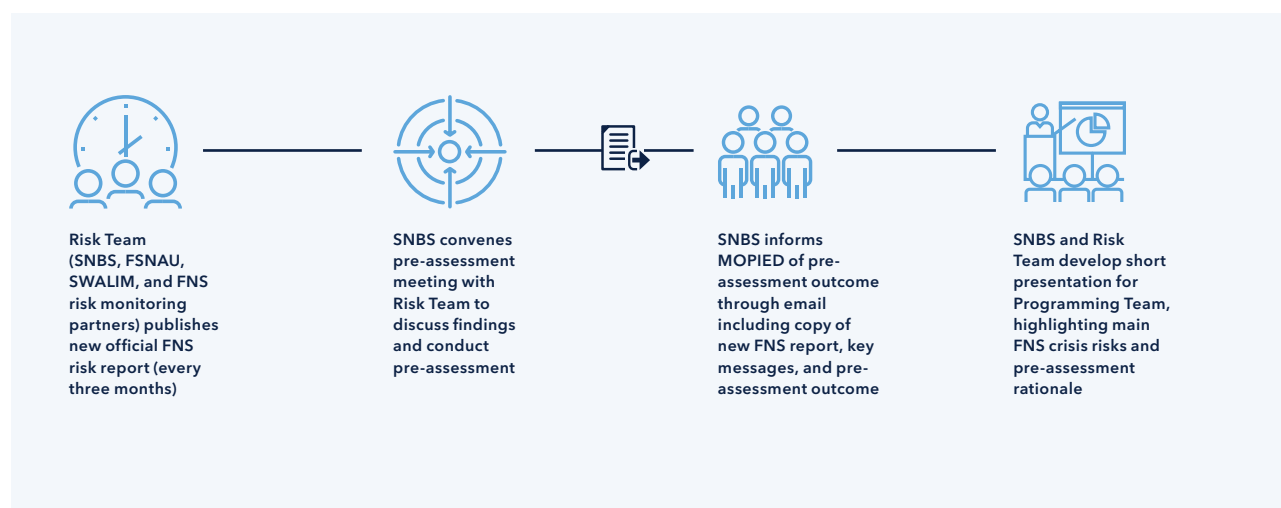 Risk Team
(SNBS, FSNAU,
SWALIM, and FNS
risk monitoring
partners) publishes
new official FNS
risk report (every
three months)
SNBS convenes
pre-assessment
meeting with
Risk Team to
discuss findings
and conduct
pre-assessment
SNBS informs
MOPIED of pre-
assessment outcome
through email
including copy of
new FNS report, key
messages, and pre-
assessment outcome
SNBS and Risk
Team develop short
presentation for
Programming Team,
highlighting main
FNS crisis risks and
pre-assessment
rationale